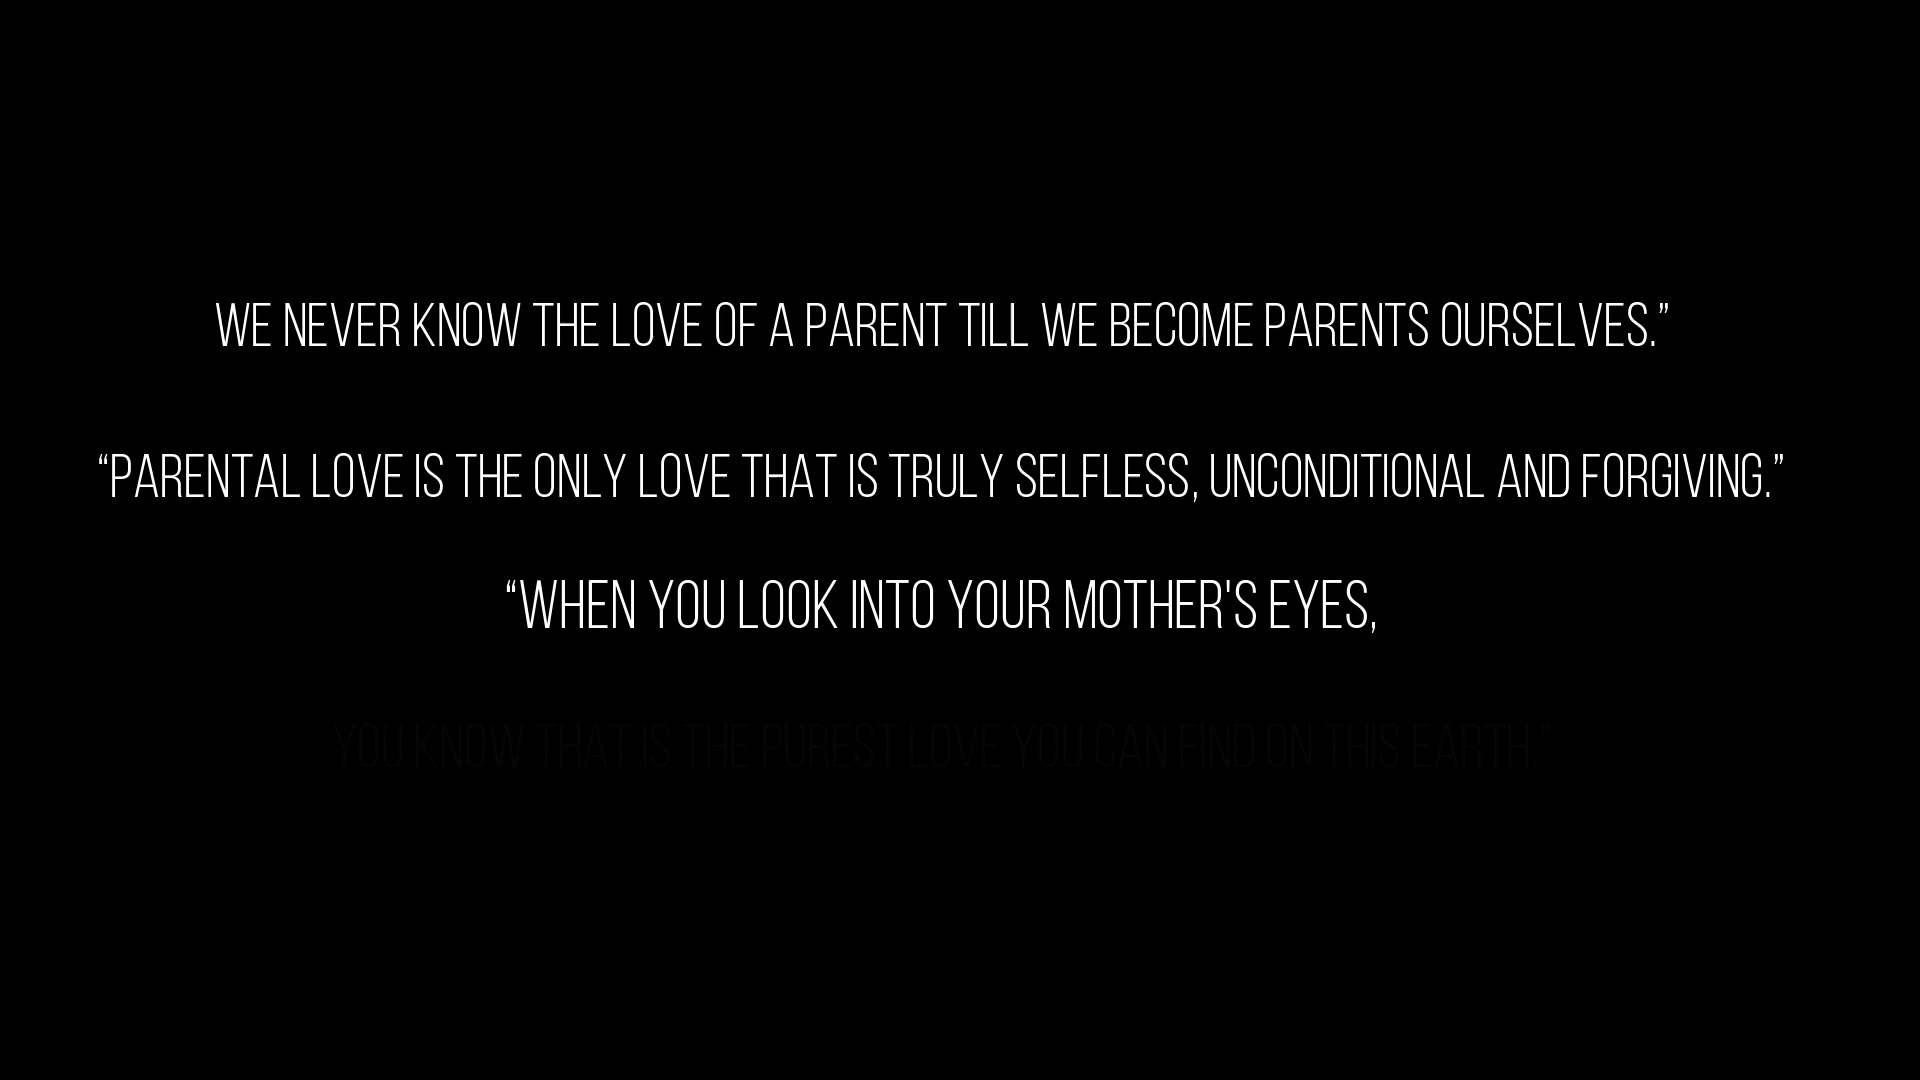 WE NEVER KNOW THE LOVE OF A PARENT TILL WE BECOME PARENTS OURSELVES.”
“PARENTAL LOVE IS THE ONLY LOVE THAT IS TRULY SELFLESS, UNCONDITIONAL AND FORGIVING.”
“WHEN YOU LOOK INTO YOUR MOTHER'S EYES,
YOU KNOW THAT IS THE PUREST LOVE YOU CAN FIND ON THIS EARTH.”